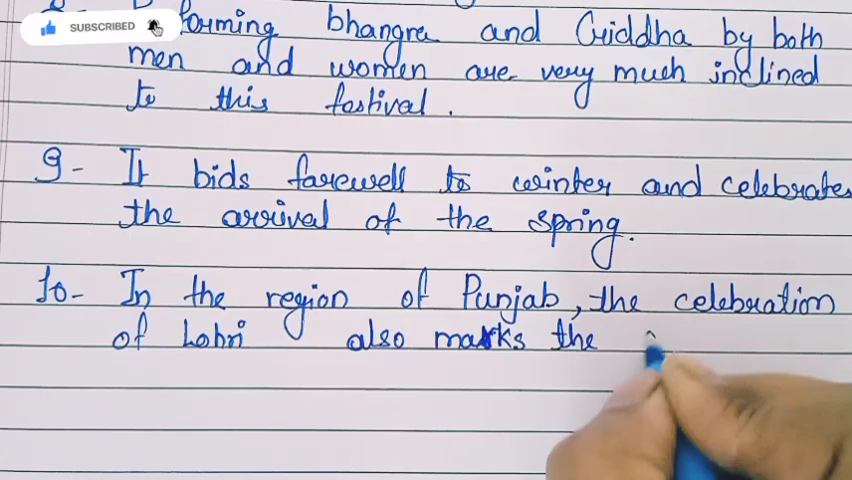 SUBSCRIBED
forming bhangra and Giddha by both
men and women are very much inclined
to this festival.
9- It bids farewell to winter and celebrates
the arrival of the spring.
10- In the region of Punjab, the celebration
of Lohri also marks the